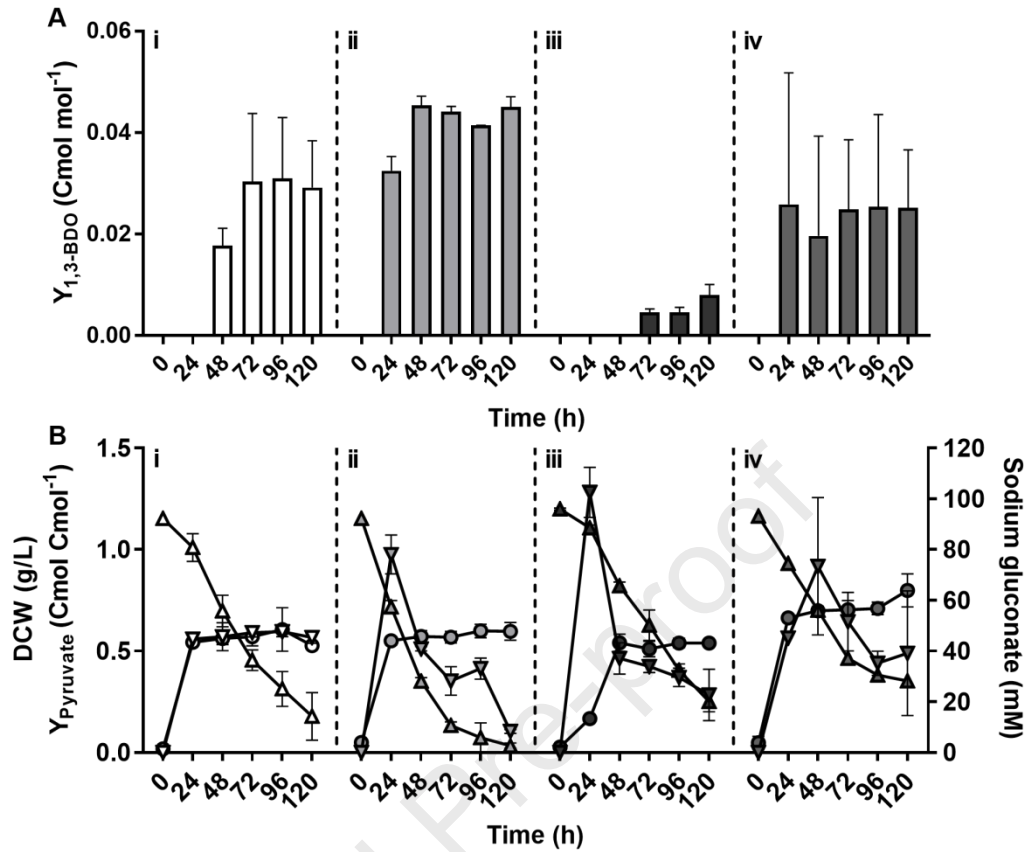 A
i
ii
iii
iv
Y1,3-BDO (Cmol mol-1)
0.06
0.04
0.02
0.00
0 24 48 72 96 120 0 24 48 72 96 120 0 24 48 72 96 120 0 24 48 72 96 120
Time (h)
B
i
ii
iii
iv
DCW (g/L)
YPyruvate (Cmol Cmol-1)
1.5
1.0
0.5
0.0
120
100
80
60
40
20
0
Sodium gluconate (mM)
0 24 48 72 96 120 0 24 48 72 96 120 0 24 48 72 96 120 0 24 48 72 96 120
Time (h)
Pre-proof